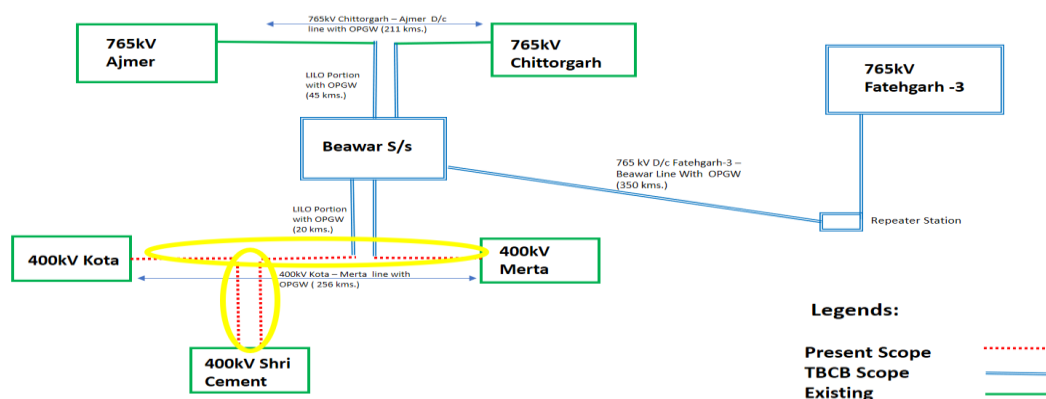 765kV Chittorgarh – Ajmer D/c
line with OPGW (211 kms.)
765kV
Ajmer
765kV
Chittorgarh
765kV
Fatehgarh -3
LILO Portion
with OPGW
(45 kms.)
Beawar S/s
765 kV D/c Fatehgarh-3 –
Beawar Line With OPGW
(350 kms.)
LILO Portion
with OPGW
(20 kms.)
Repeater Station
400kV Kota
400kV
Merta
400kV Kota – Merta line with
OPGW ( 256 kms.)
400kV Shri
Cement
Legends:
Present Scope
TBCB Scope
Existing